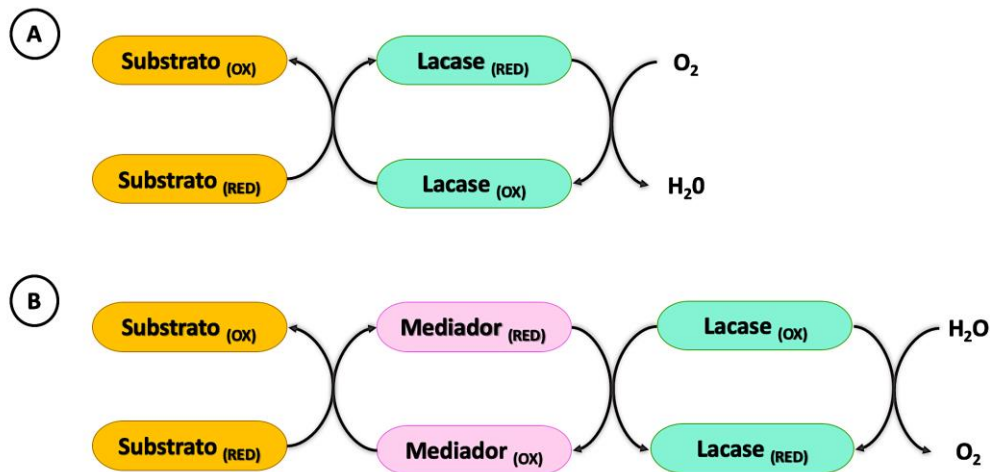 A
Substrato (OX) Lacase (RED) O2
Substrato (RED) Lacase (OX) H20
B
Substrato (OX) Mediador (RED) Lacase (OX) H2O
Substrato (RED) Mediador (OX) Lacase (RED) O2